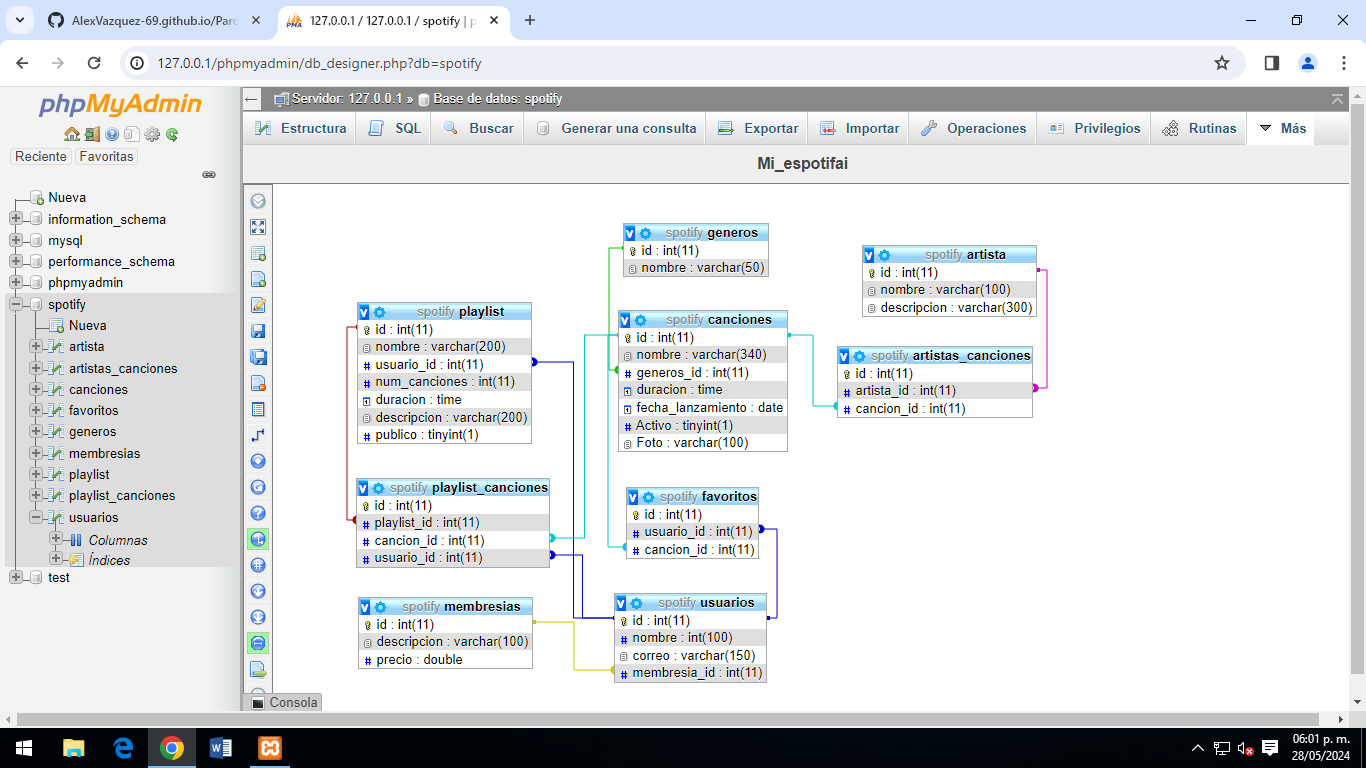 AlexVazquez-69.github.io/Parc
127.0.0.1 / 127.0.0.1 / spotify | p
127.0.0.1/phpmyadmin/db_designer.php?db=spotify
phpMyAdmin
Reciente
Favoritas
Nueva
information_schema
mysql
performance_schema
phpmyadmin
spotify
Nueva
artista
artistas_canciones
canciones
favoritos
generos
membresias
playlist
playlist_canciones
usuarios
Columnas
Índices
test
Servidor: 127.0.0.1 » Base de datos: spotify
Estructura
SQL
Buscar
Generar una consulta
Exportar
Importar
Operaciones
Privilegios
Rutinas
Más
Mi_espotifai
spotify generos
id : int(11)
nombre : varchar(50)
spotify artista
id : int(11)
nombre : varchar(100)
descripcion : varchar(300)
spotify playlist
id : int(11)
nombre : varchar(200)
usuario_id : int(11)
num_canciones : int(11)
duracion : time
descripcion : varchar(200)
publico : tinyint(1)
spotify canciones
id : int(11)
nombre : varchar(340)
generos_id : int(11)
duracion : time
fecha_lanzamiento : date
Activo : tinyint(1)
Foto : varchar(100)
spotify artistas_canciones
id : int(11)
artista_id : int(11)
cancion_id : int(11)
spotify playlist_canciones
id : int(11)
playlist_id : int(11)
cancion_id : int(11)
usuario_id : int(11)
spotify favoritos
id : int(11)
usuario_id : int(11)
cancion_id : int(11)
spotify membresias
id : int(11)
descripcion : varchar(100)
precio : double
spotify usuarios
id : int(11)
nombre : int(100)
correo : varchar(150)
membresia_id : int(11)
Consola
06:01 p. m.
28/05/2024